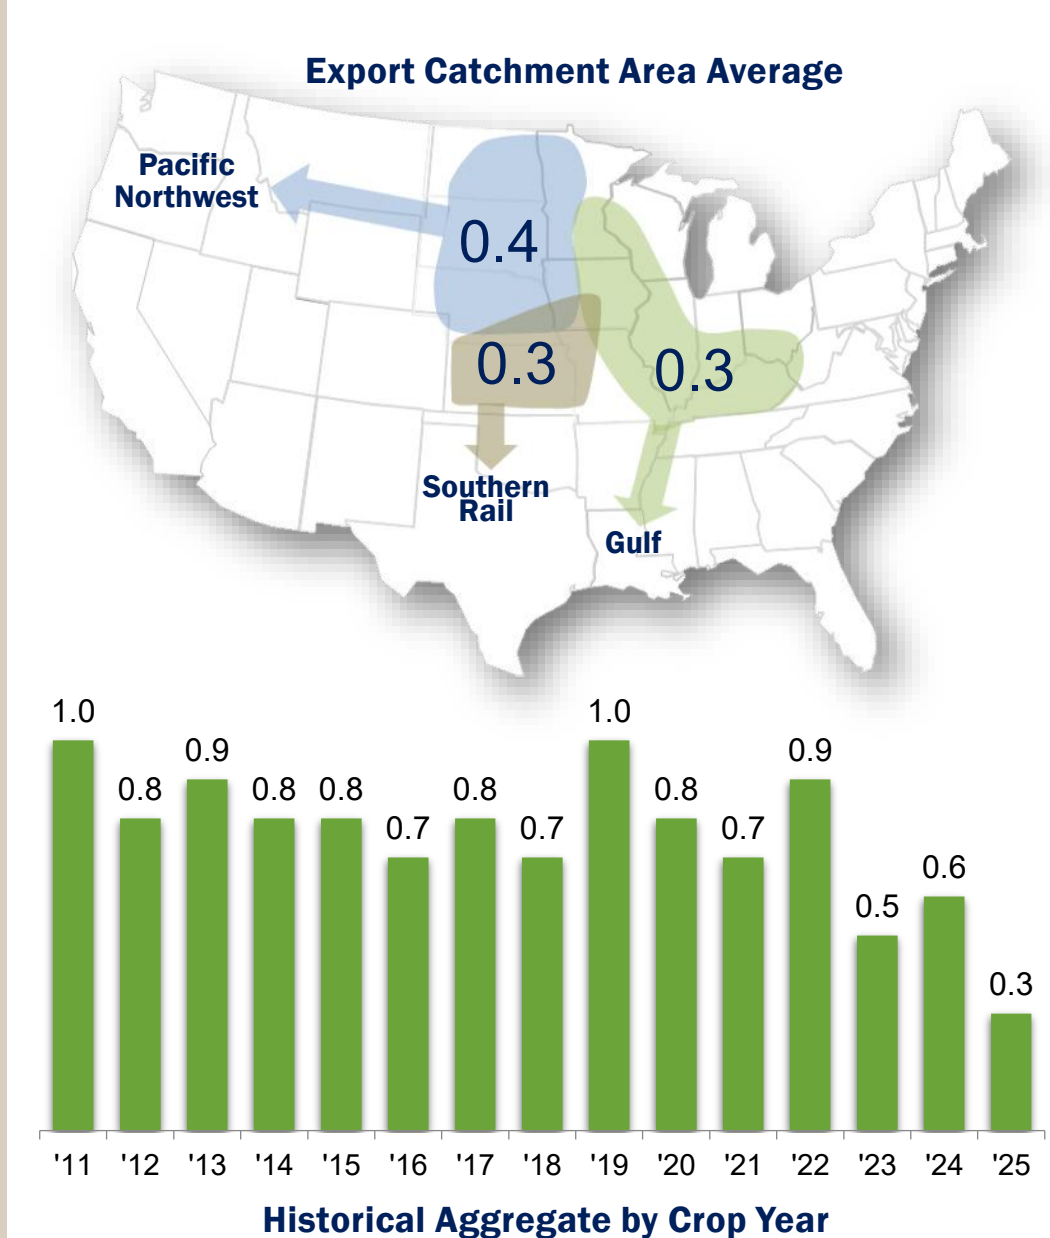 Export Catchment Area Average
Pacific
Northwest
0.4
0.3
0.3
Southern
Rail
Gulf
1.0
0.8
0.9
0.8
0.8
0.7
0.8
0.7
1.0
0.8
0.7
0.9
0.5
0.6
0.3
'11 '12 '13 '14 '15 '16 '17 '18 '19 '20 '21 '22 '23 '24 '25
Historical Aggregate by Crop Year